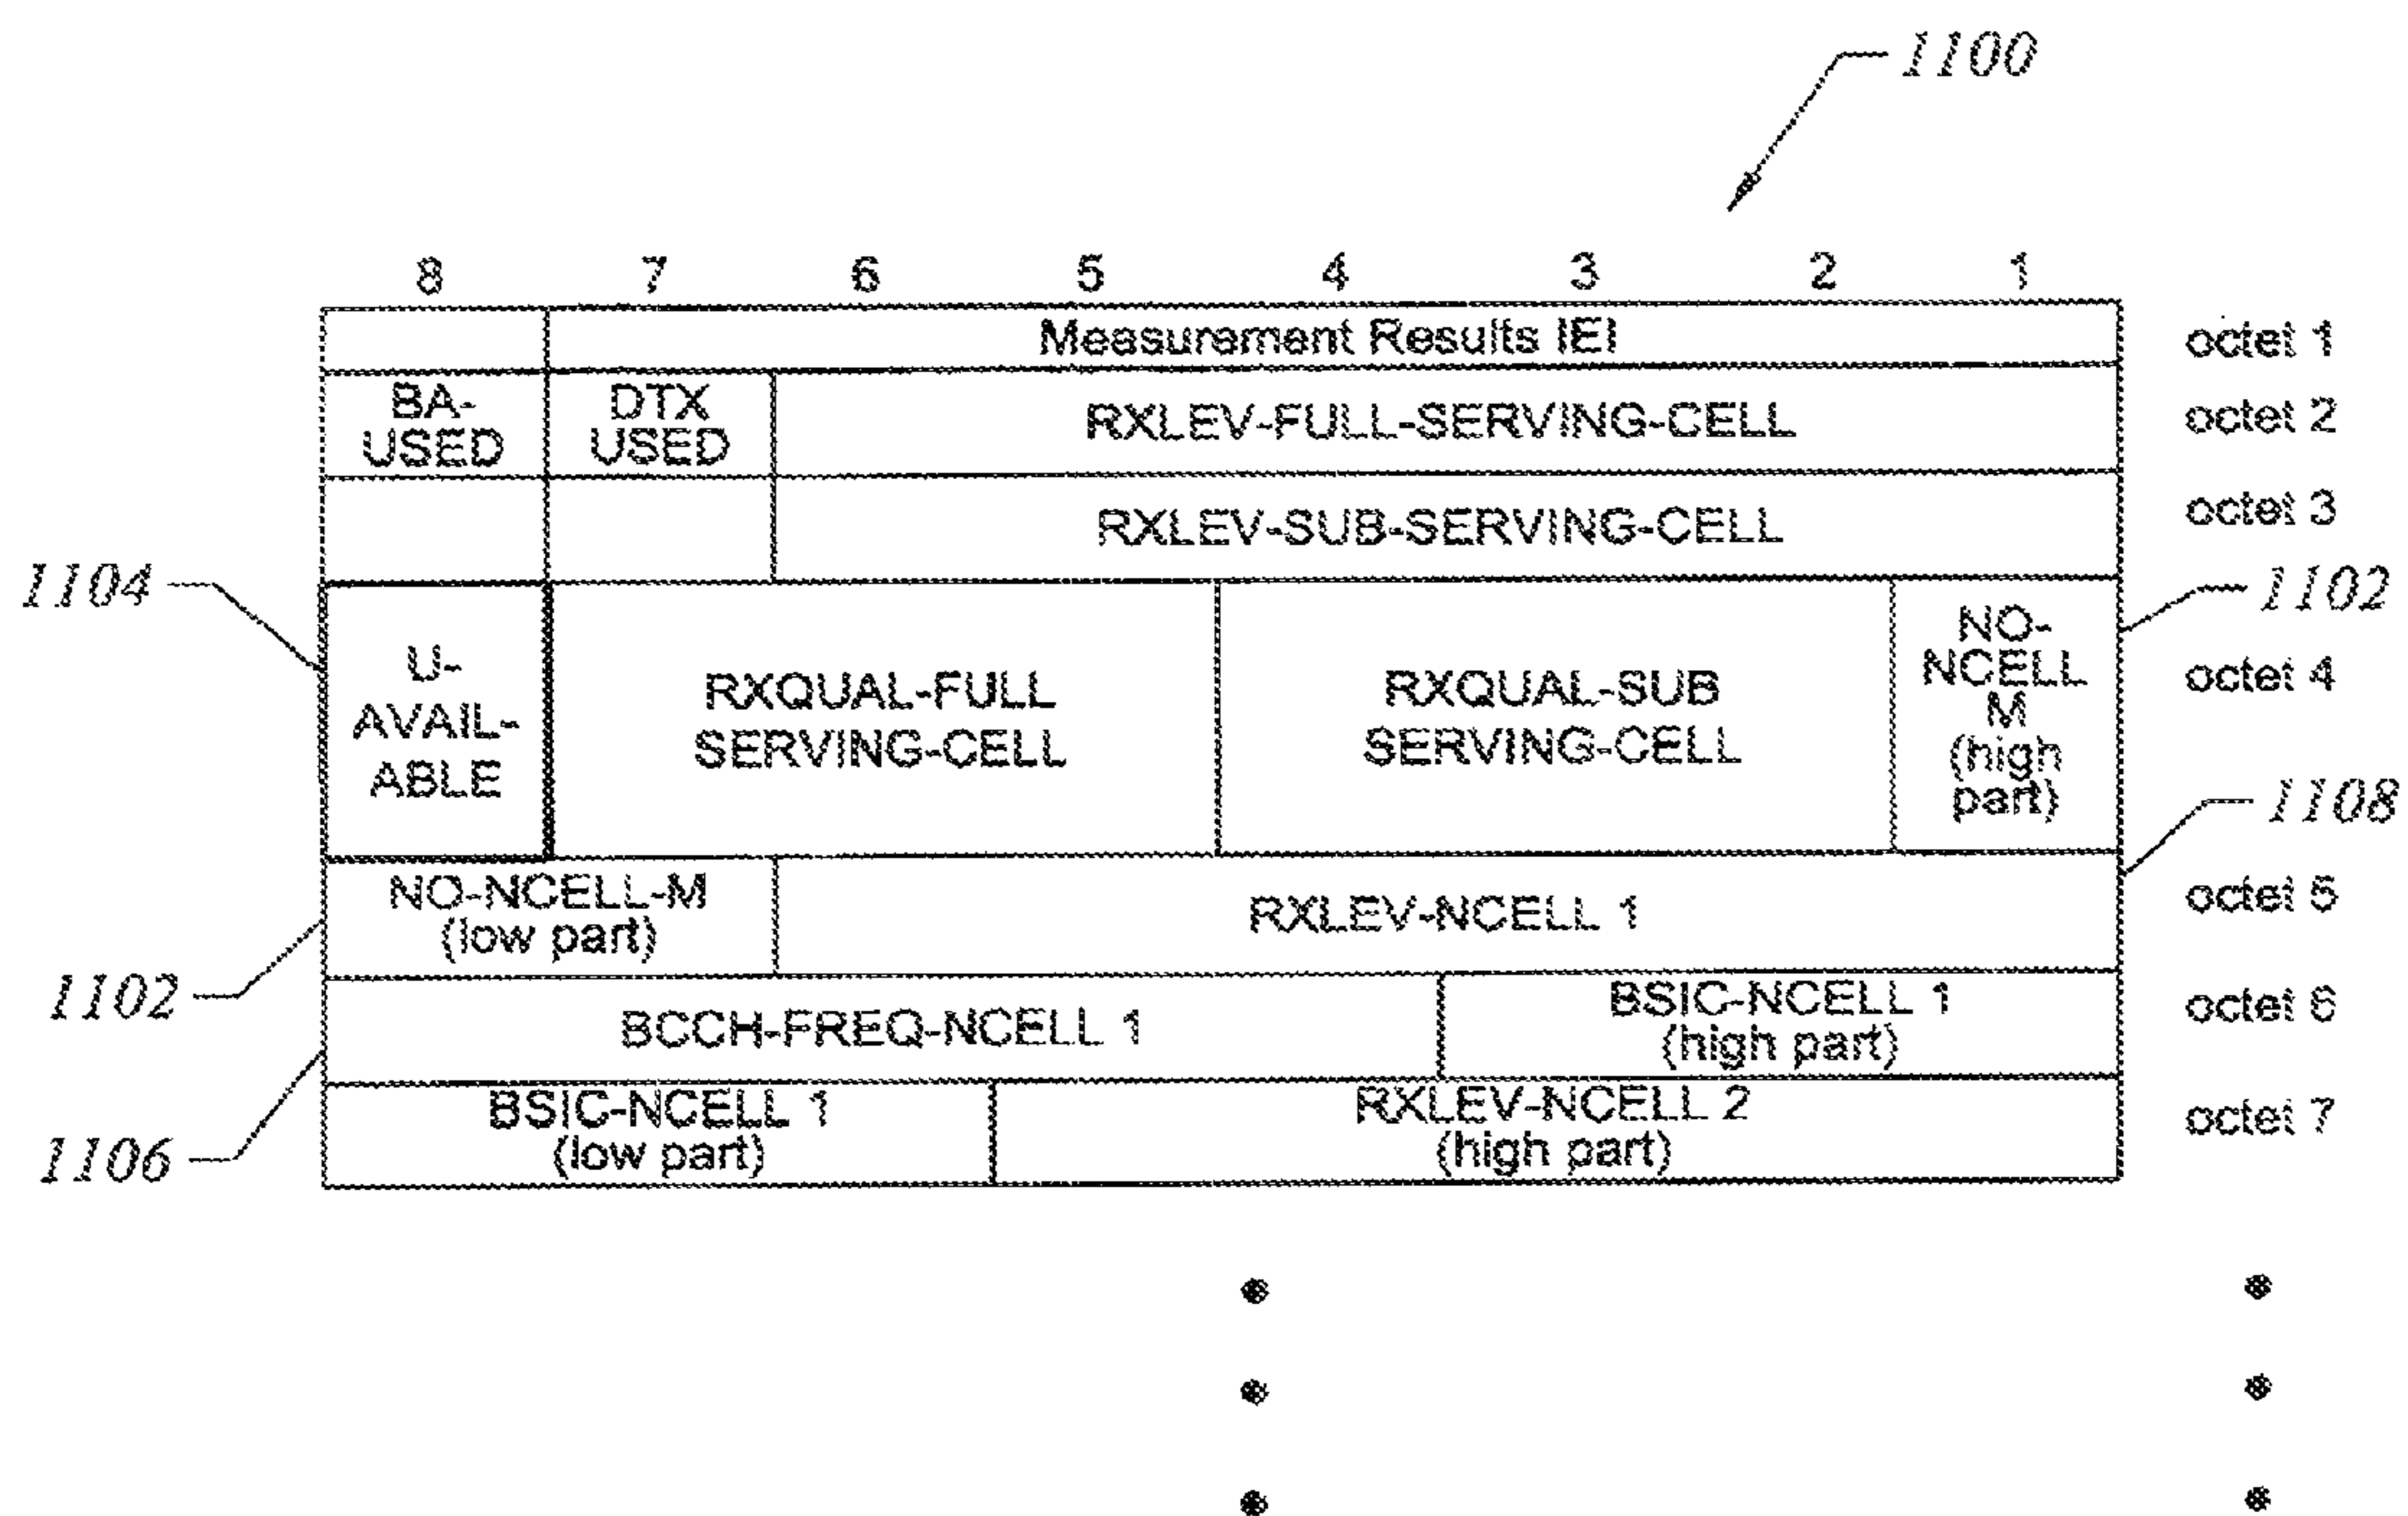 1100
8 7 6 5 4 3 2 1
Measurement Results IEI octet 1
BA-
USED
DTX
USED
RXLEV-FULL-SERVING-CELL octet 2
RXLEV-SUB-SERVING-CELL octet 3
1104
U-
AVAIL-
ABLE
RXQUAL-FULL
SERVING-CELL
RXQUAL-SUB
SERVING-CELL
NO-
NCELL
M
(high
part)
octet 4
1102
1108
NO-NCELL-M
(low part)
RXLEV-NCELL 1
octet 5
1102
BCCH-FREQ-NCELL 1
BSIC-NCELL 1
(high part)
octet 6
1106
BSIC-NCELL 1
(low part)
RXLEV-NCELL 2
(high part)
octet 7